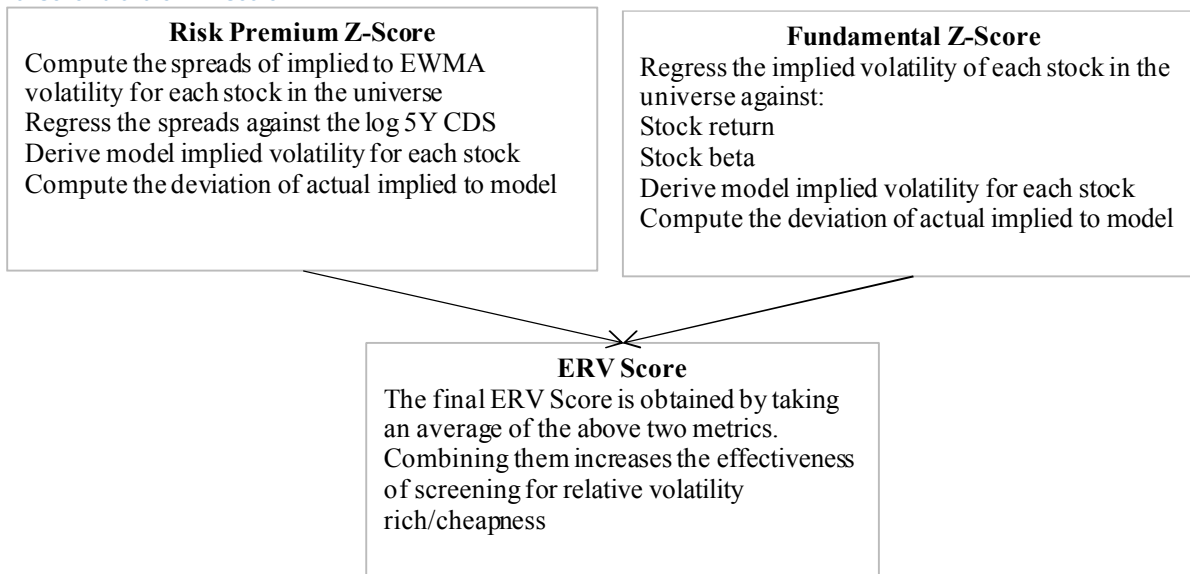 Risk Premium Z-Score
Compute the spreads of implied to EWMA
volatility for each stock in the universe
Regress the spreads against the log 5Y CDS
Derive model implied volatility for each stock
Compute the deviation of actual implied to model
Fundamental Z-Score
Regress the implied volatility of each stock in the
universe against:
Stock return
Stock beta
Derive model implied volatility for each stock
Compute the deviation of actual implied to model
ERV Score
The final ERV Score is obtained by taking
an average of the above two metrics.
Combining them increases the effectiveness
of screening for relative volatility
rich/cheapness